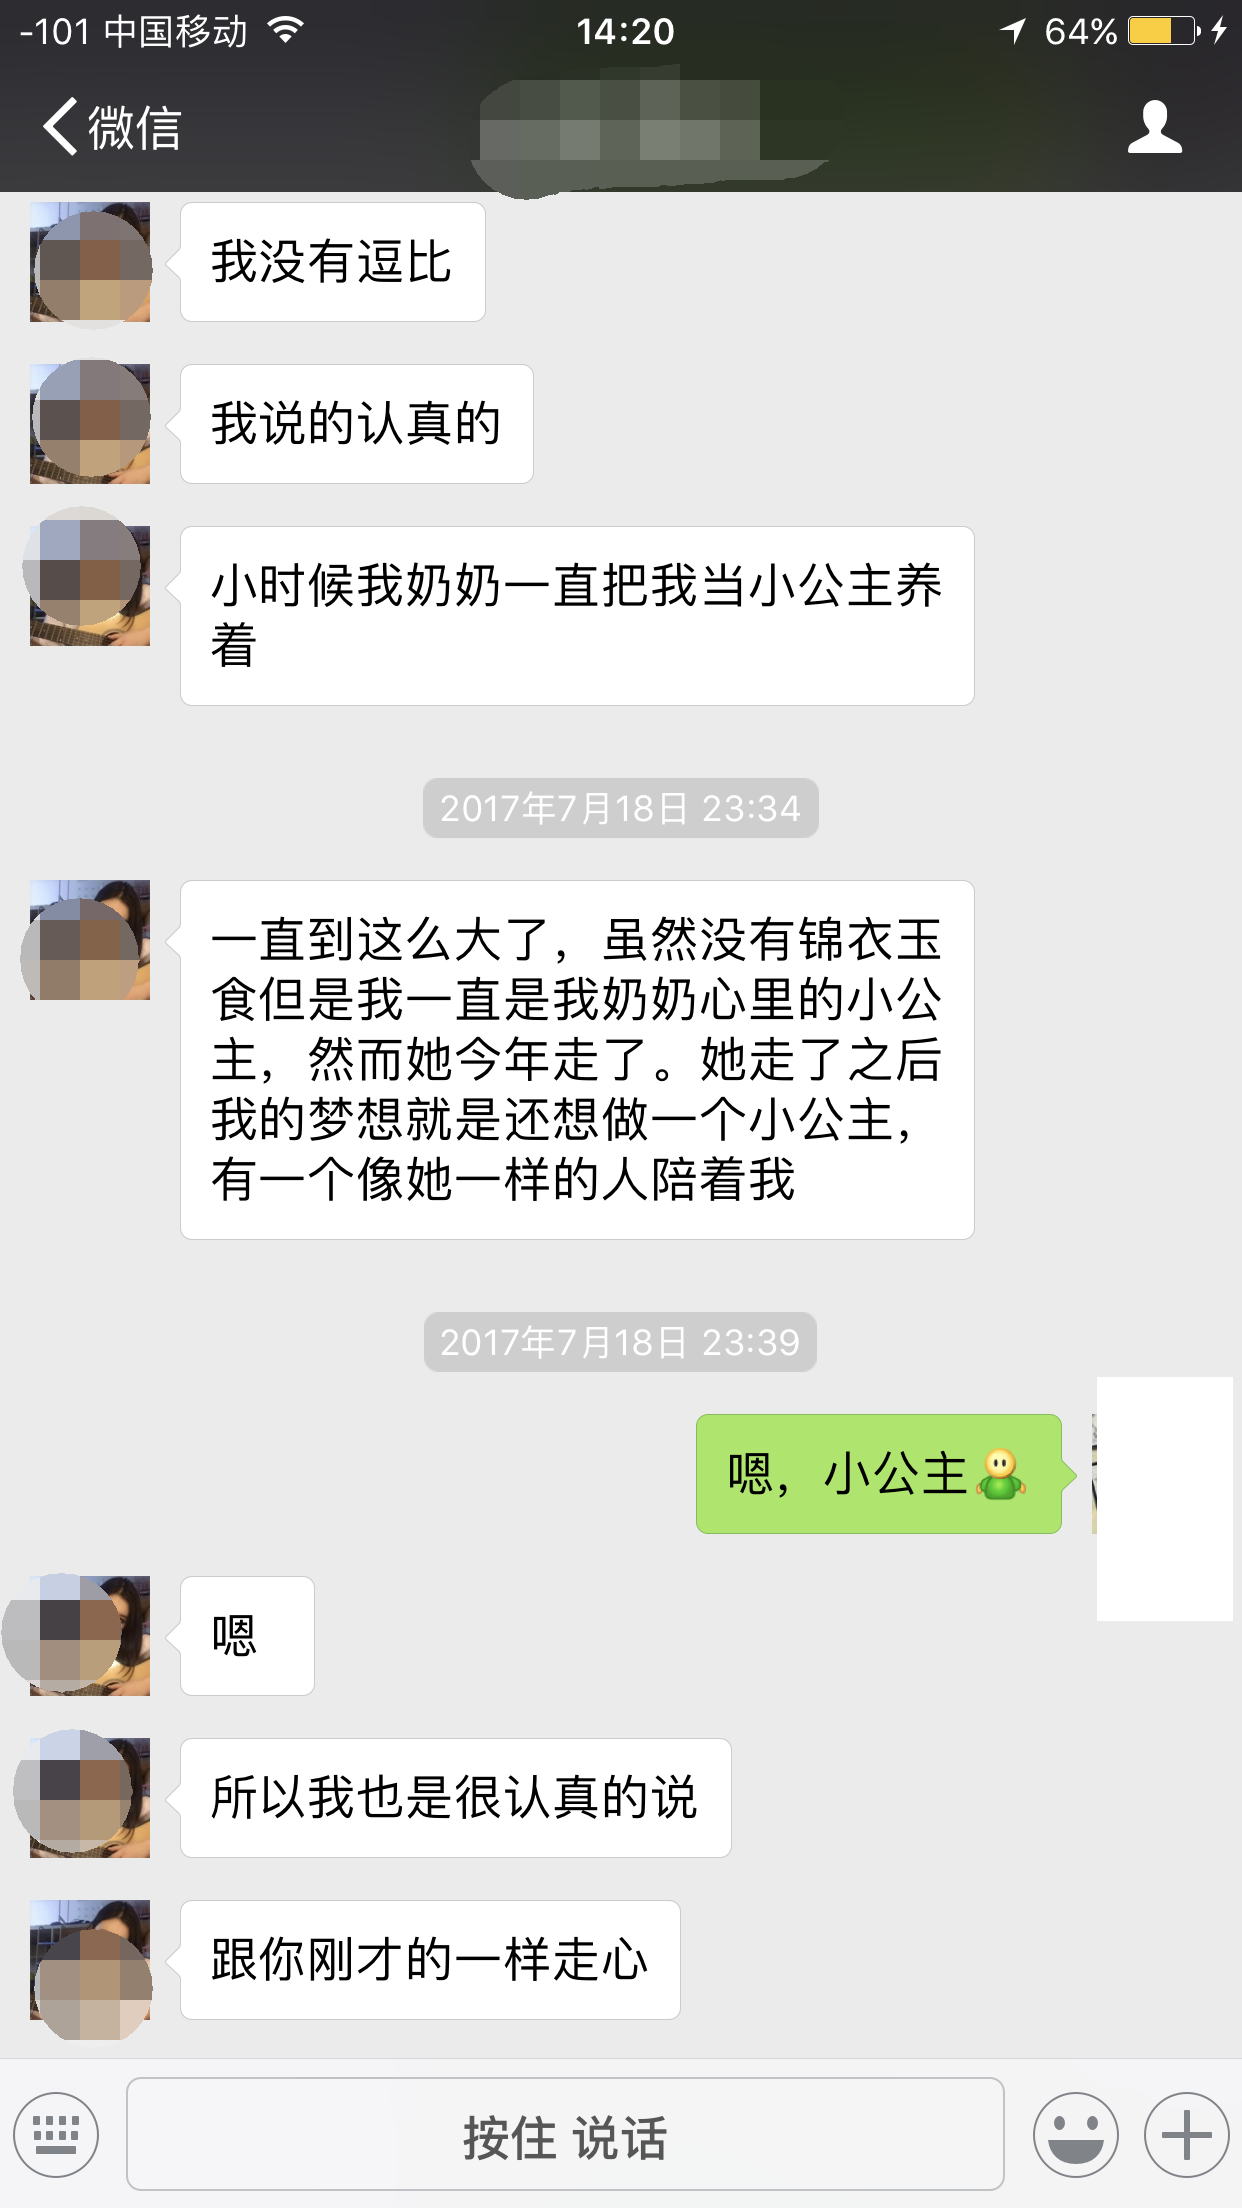 -101 中国移动 14:20 64%
微信
我没有逗比
我说的认真的
小时候我奶奶一直把我当小公主养
着
2017年7月18日 23:34
一直到这么大了，虽然没有锦衣玉
食但是我一直是我奶奶心里的小公
主，然而她今年走了。她走了之后
我的梦想就是还想做一个小公主，
有一个像她一样的人陪着我
2017年7月18日 23:39
嗯，小公主
嗯
所以我也是很认真的说
跟你刚才的一样走心
按住 说话